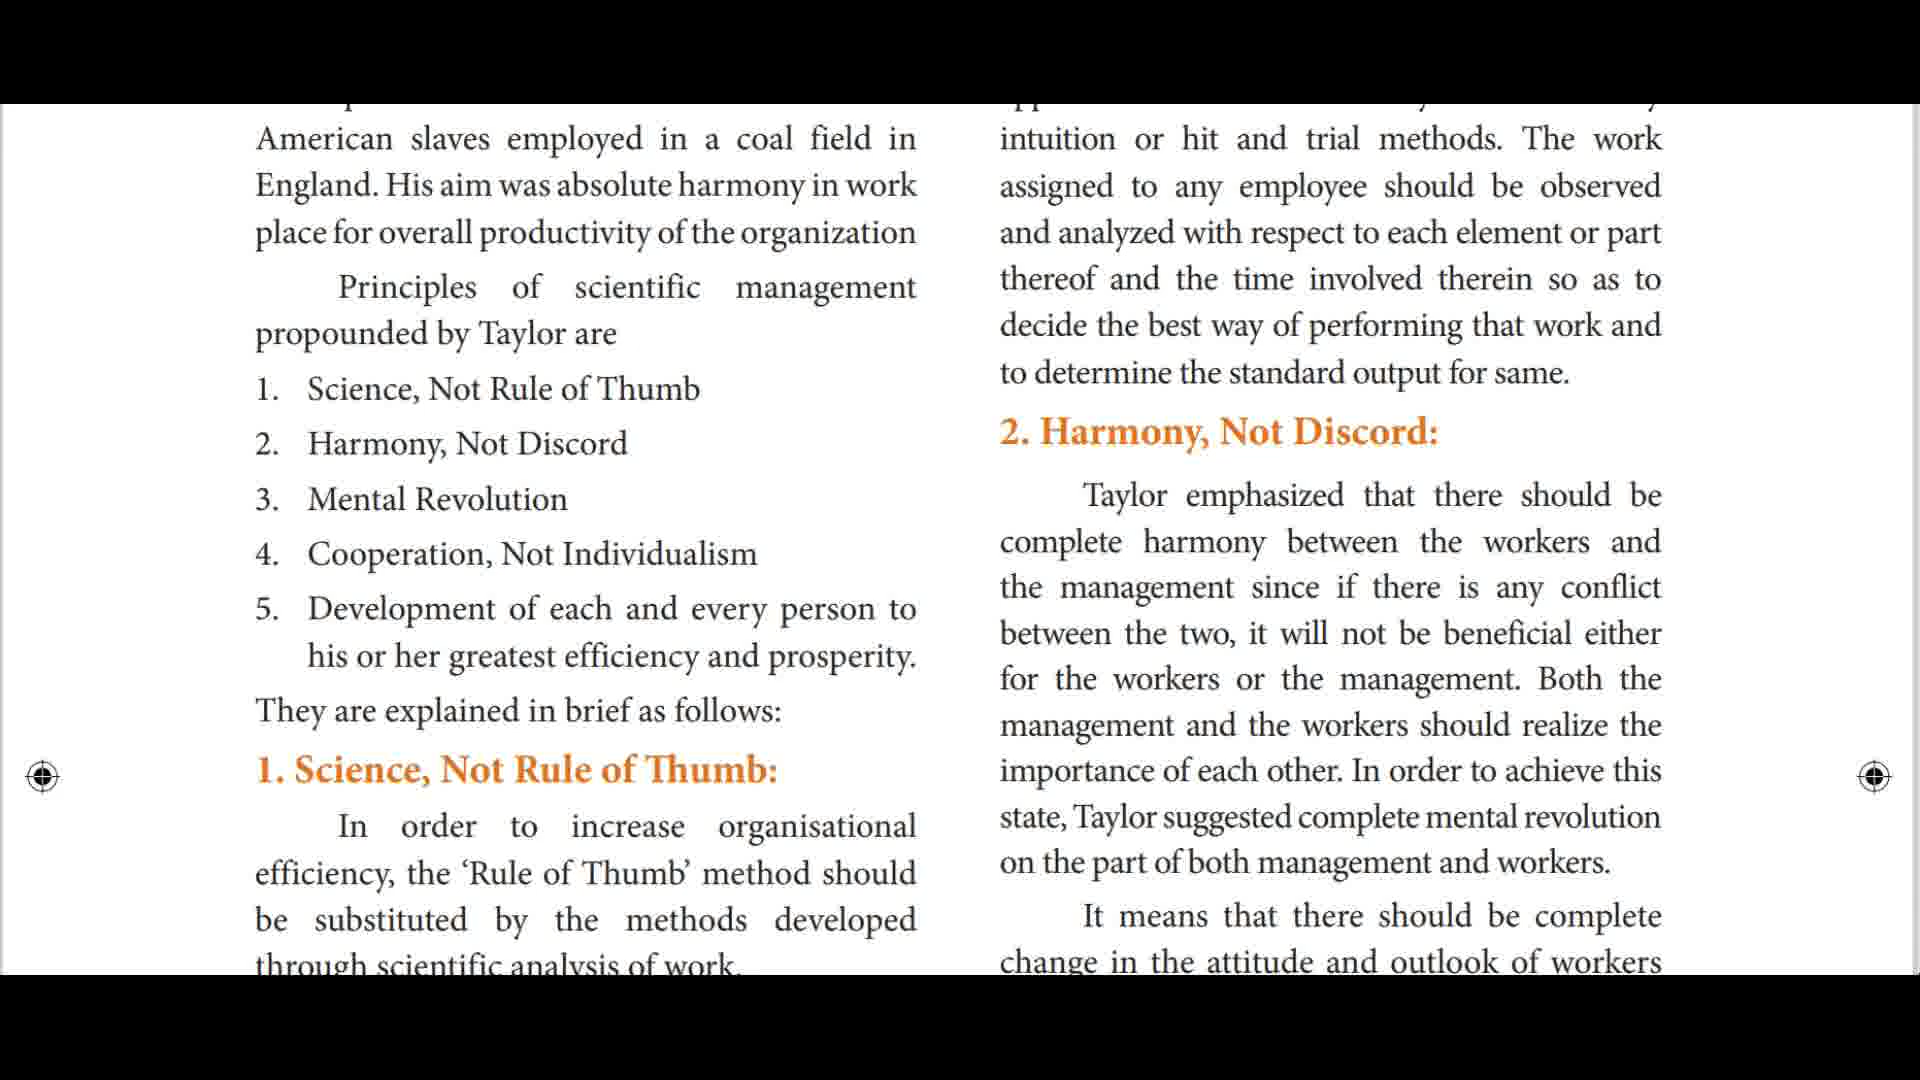 American slaves employed in a coal field in
England. His aim was absolute harmony in work
place for overall productivity of the organization
Principles of scientific management
propounded by Taylor are
1. Science, Not Rule of Thumb
2. Harmony, Not Discord
3. Mental Revolution
4. Cooperation, Not Individualism
5. Development of each and every person to
his or her greatest efficiency and prosperity.
They are explained in brief as follows:
1. Science, Not Rule of Thumb:
In order to increase organisational
efficiency, the ‘Rule of Thumb’ method should
be substituted by the methods developed
through scientific analysis of work.
intuition or hit and trial methods. The work
assigned to any employee should be observed
and analyzed with respect to each element or part
thereof and the time involved therein so as to
decide the best way of performing that work and
to determine the standard output for same.
2. Harmony, Not Discord:
Taylor emphasized that there should be
complete harmony between the workers and
the management since if there is any conflict
between the two, it will not be beneficial either
for the workers or the management. Both the
management and the workers should realize the
importance of each other. In order to achieve this
state, Taylor suggested complete mental revolution
on the part of both management and workers.
It means that there should be complete
change in the attitude and outlook of workers